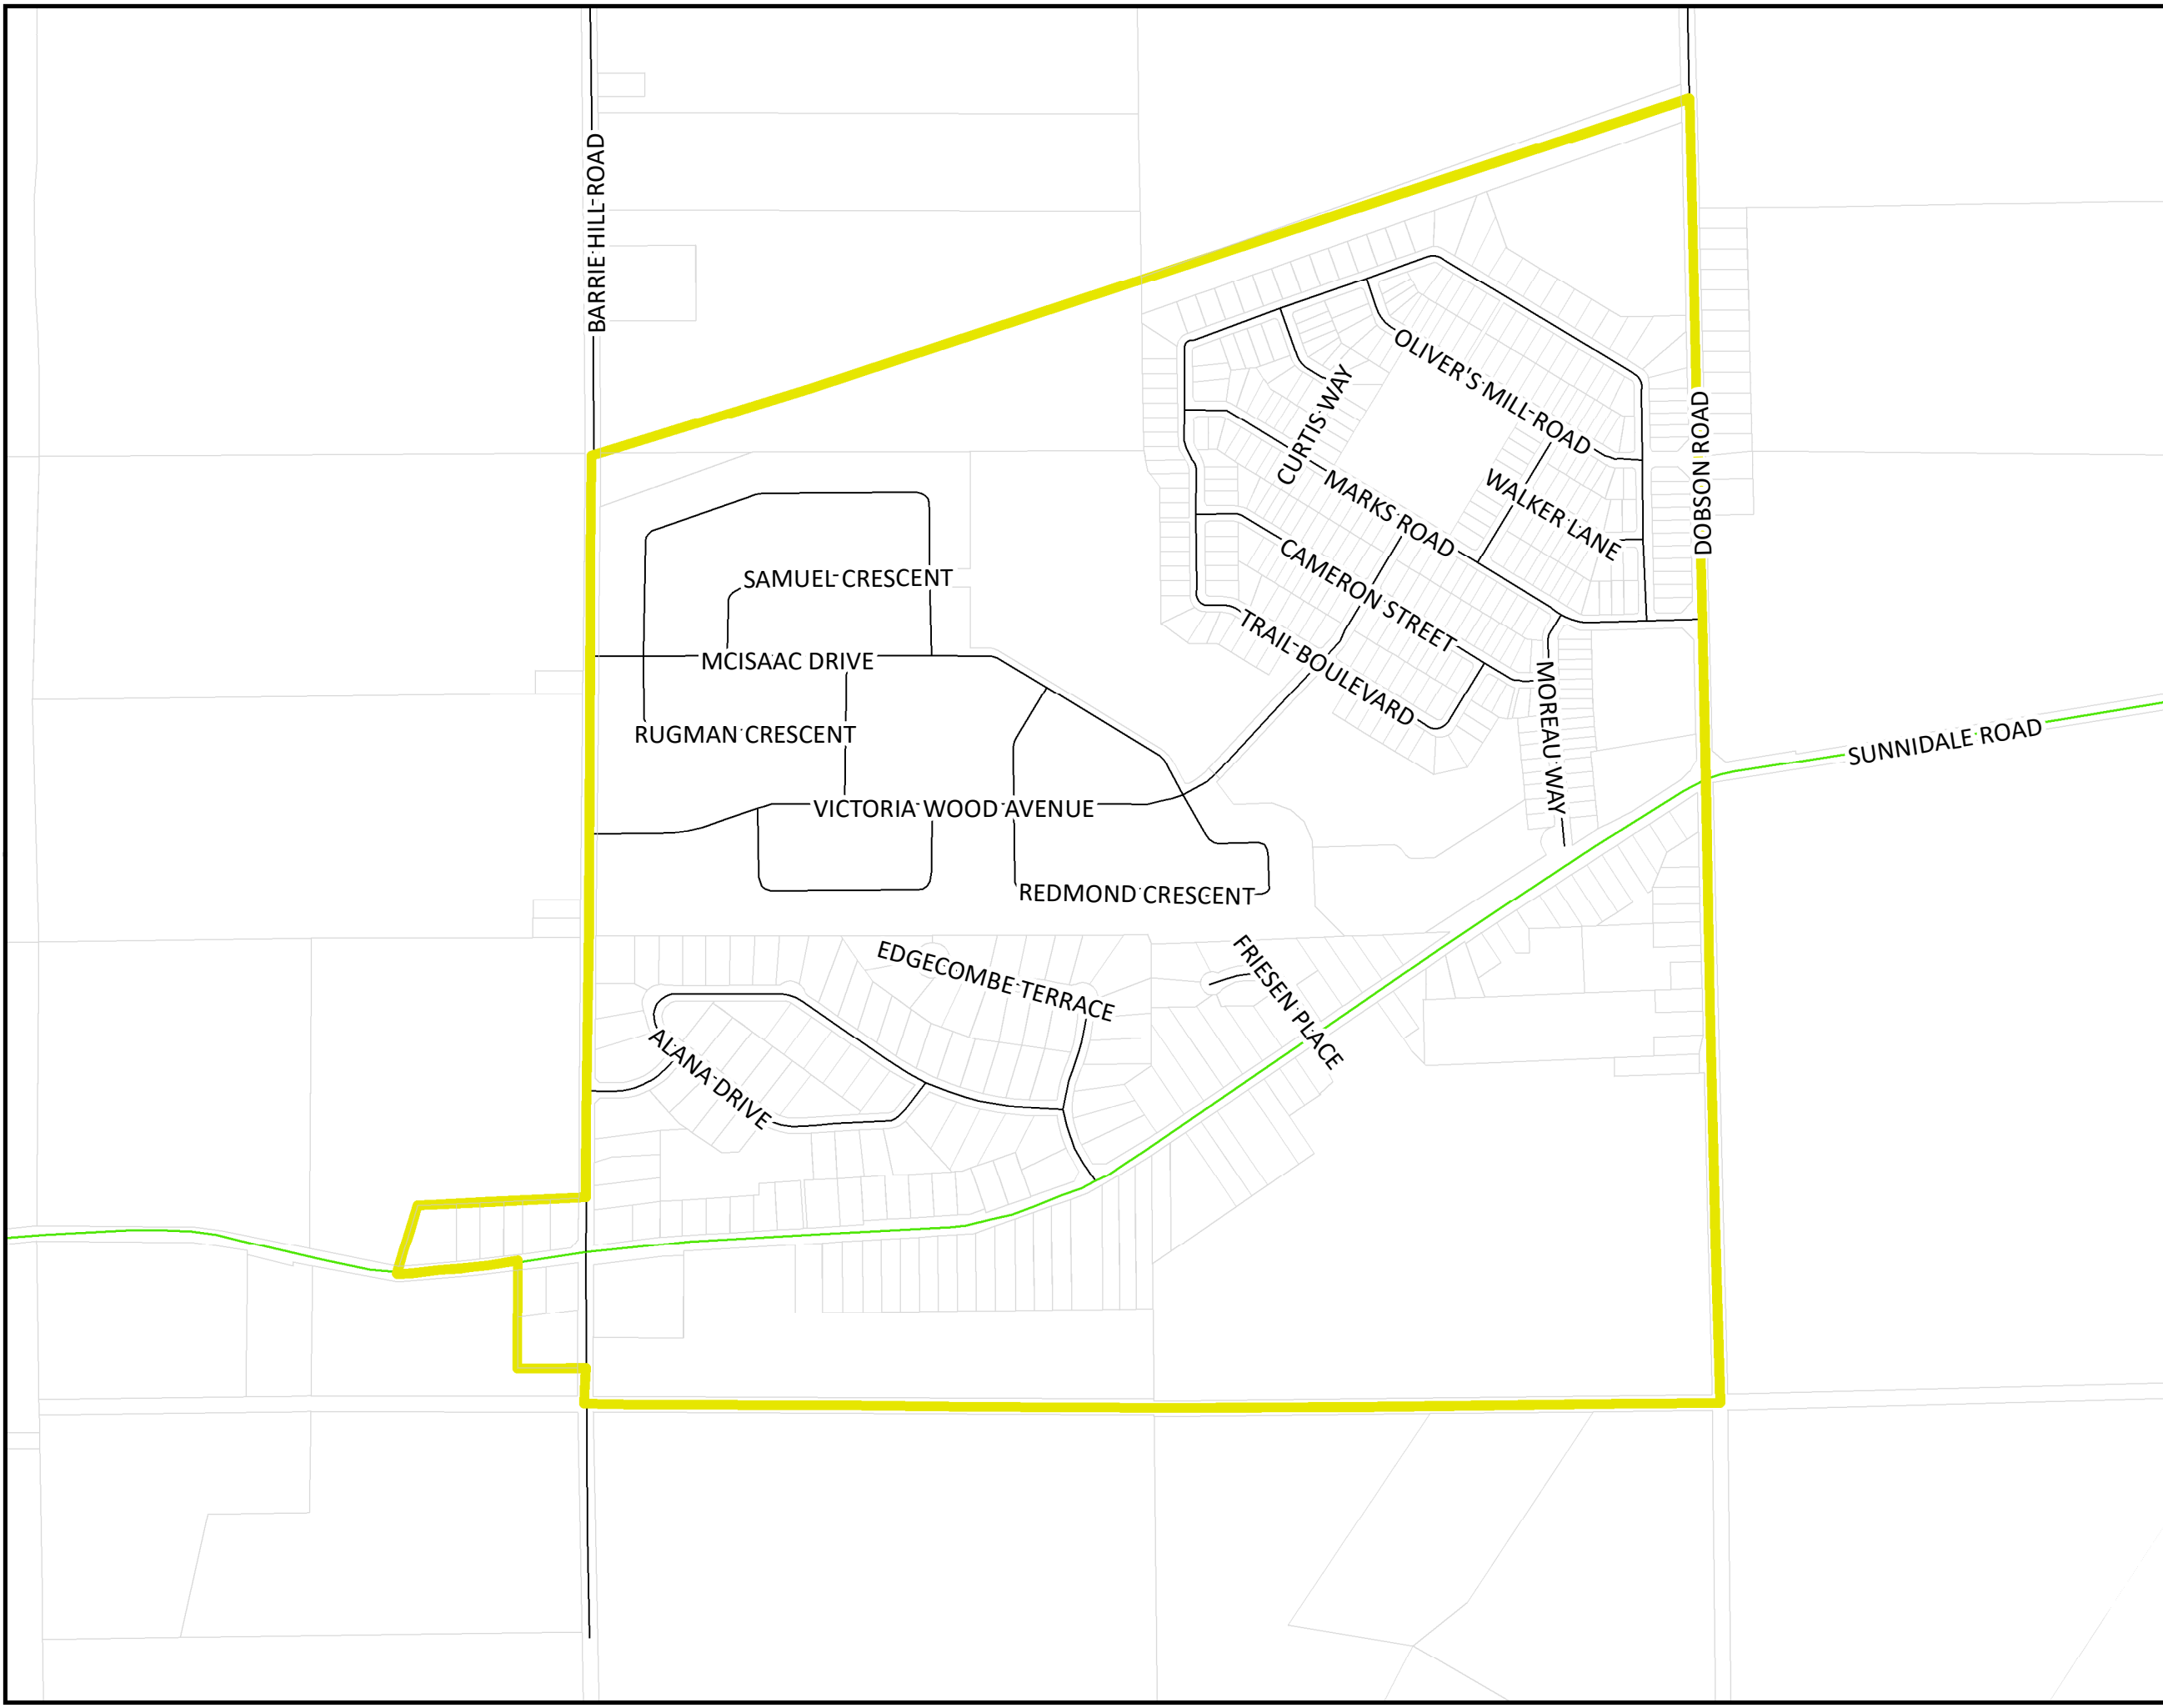 BARRIE HILL ROAD
OLIVER'S MILL ROAD
CURTIS WAY
DOBSON ROAD
WALKER LANE
MARKS ROAD
SAMUEL CRESCENT
CAMERON STREET
TRAIL BOULEVARD
MCISAAC DRIVE
MOREAU WAY
RUGMAN CRESCENT
SUNNIDALE ROAD
VICTORIA WOOD AVENUE
REDMOND CRESCENT
EDGECOMBE TERRACE
FRIESEN PLACE
ALANA DRIVE